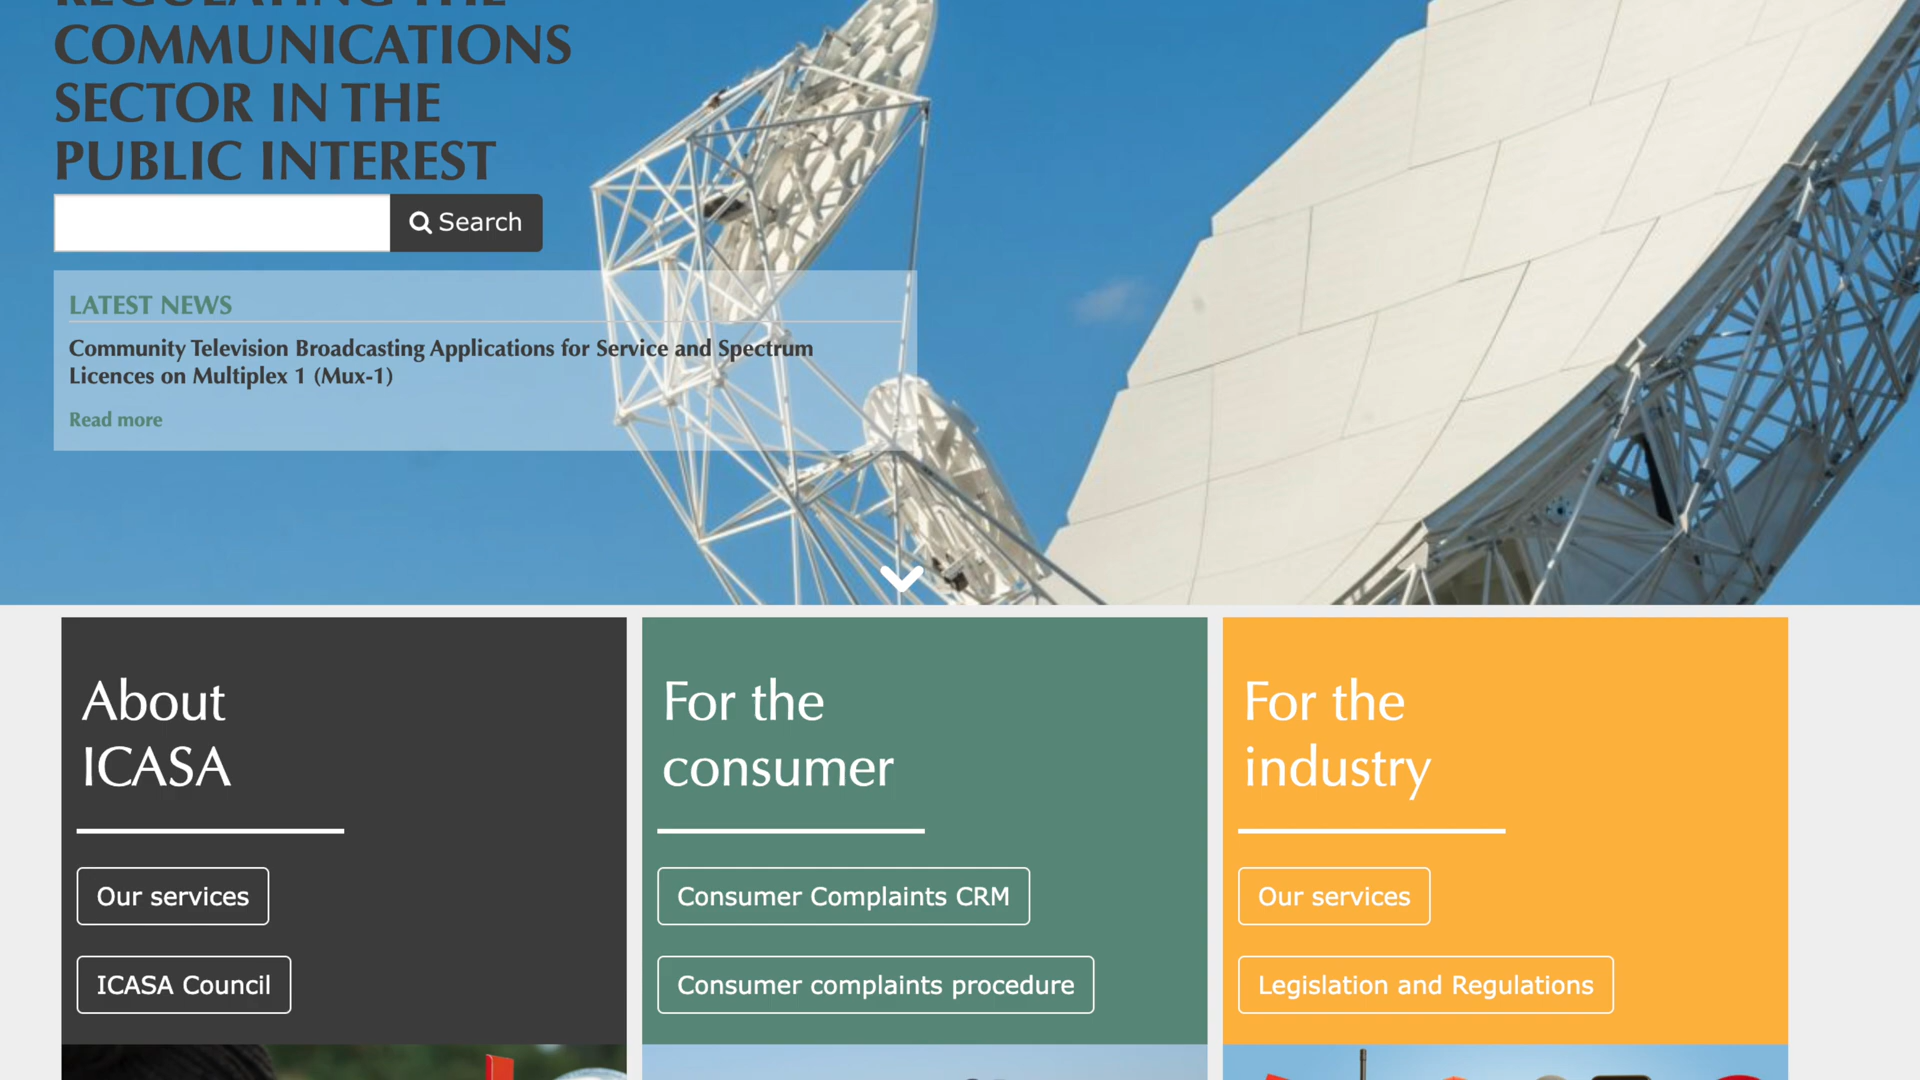 REGULATING THE
COMMUNICATIONS
SECTOR IN THE
PUBLIC INTEREST
Search
LATEST NEWS
Community Television Broadcasting Applications for Service and Spectrum
Licences on Multiplex 1 (Mux-1)
Read more
About
ICASA
Our services
ICASA Council
For the
consumer
Consumer Complaints CRM
Consumer complaints procedure
For the
industry
Our services
Legislation and Regulations